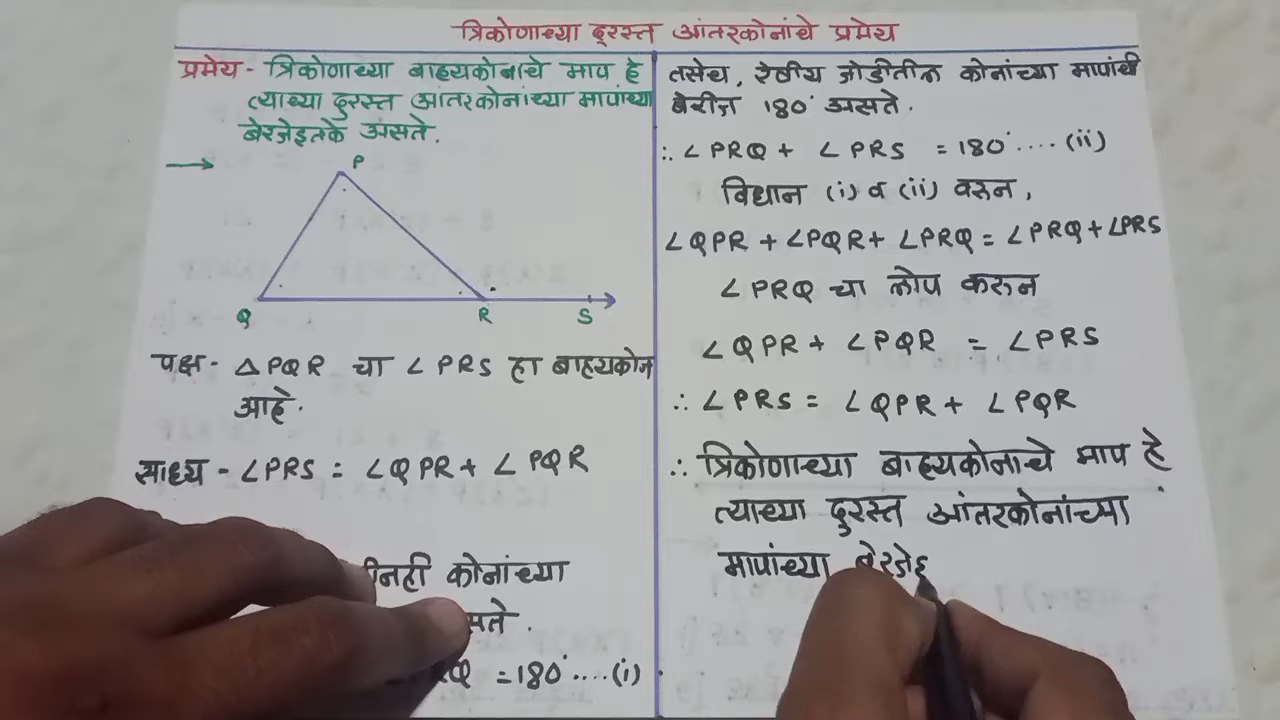 त्रिकोणाच्या दूरस्त आंतरकोनांचे प्रमेय
प्रमेय- त्रिकोणाच्या बाह्यकोनाचे माप हे
त्याच्या दुरस्त आंतरकोनांच्या मापांच्या
बेरजेइतके असते.
P
Q R S
पक्ष- △PQR चा ∠PRS हा बाह्यकोन
आहे.
साध्य - ∠PRS = ∠QPR + ∠PQR
कोनांच्या
= 180° ....(i)
तसेच, रेषीय जोडीतील कोनांच्या मापांची
बेरीज 180° असते.
∴ ∠PRQ + ∠PRS = 180° ....(ii)
विधान (i) व (ii) वरुन,
∠QPR + ∠PQR + ∠PRQ = ∠PRQ + ∠PRS
∠PRQ चा लोप करुन
∠QPR + ∠PQR = ∠PRS
∴ ∠PRS = ∠QPR + ∠PQR
∴ त्रिकोणाच्या बाह्यकोनाचे माप हे
त्याच्या दुरस्त आंतरकोनांच्या
मापांच्या बेरजेइ